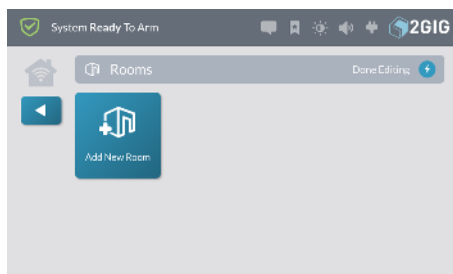 System Ready To Arm
2GIG
Rooms
Done Editing
Add New Room